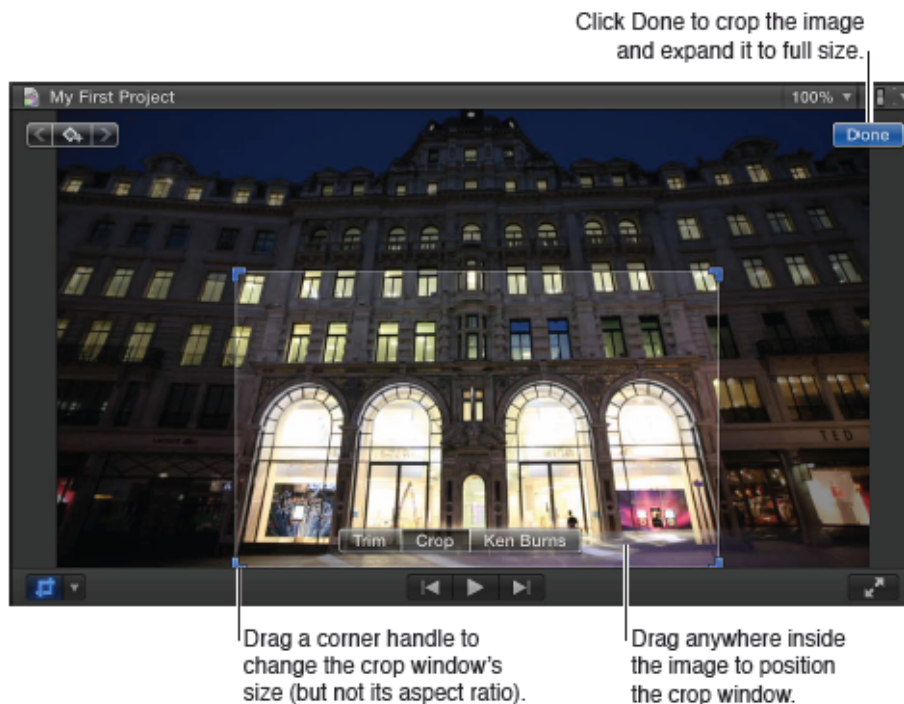 Click Done to crop the image
and expand it to full size.
My First Project
100%
Done
TED
Trim Crop Ken Burns
Drag a corner handle to
change the crop window's
size (but not its aspect ratio).
Drag anywhere inside
the image to position
the crop window.